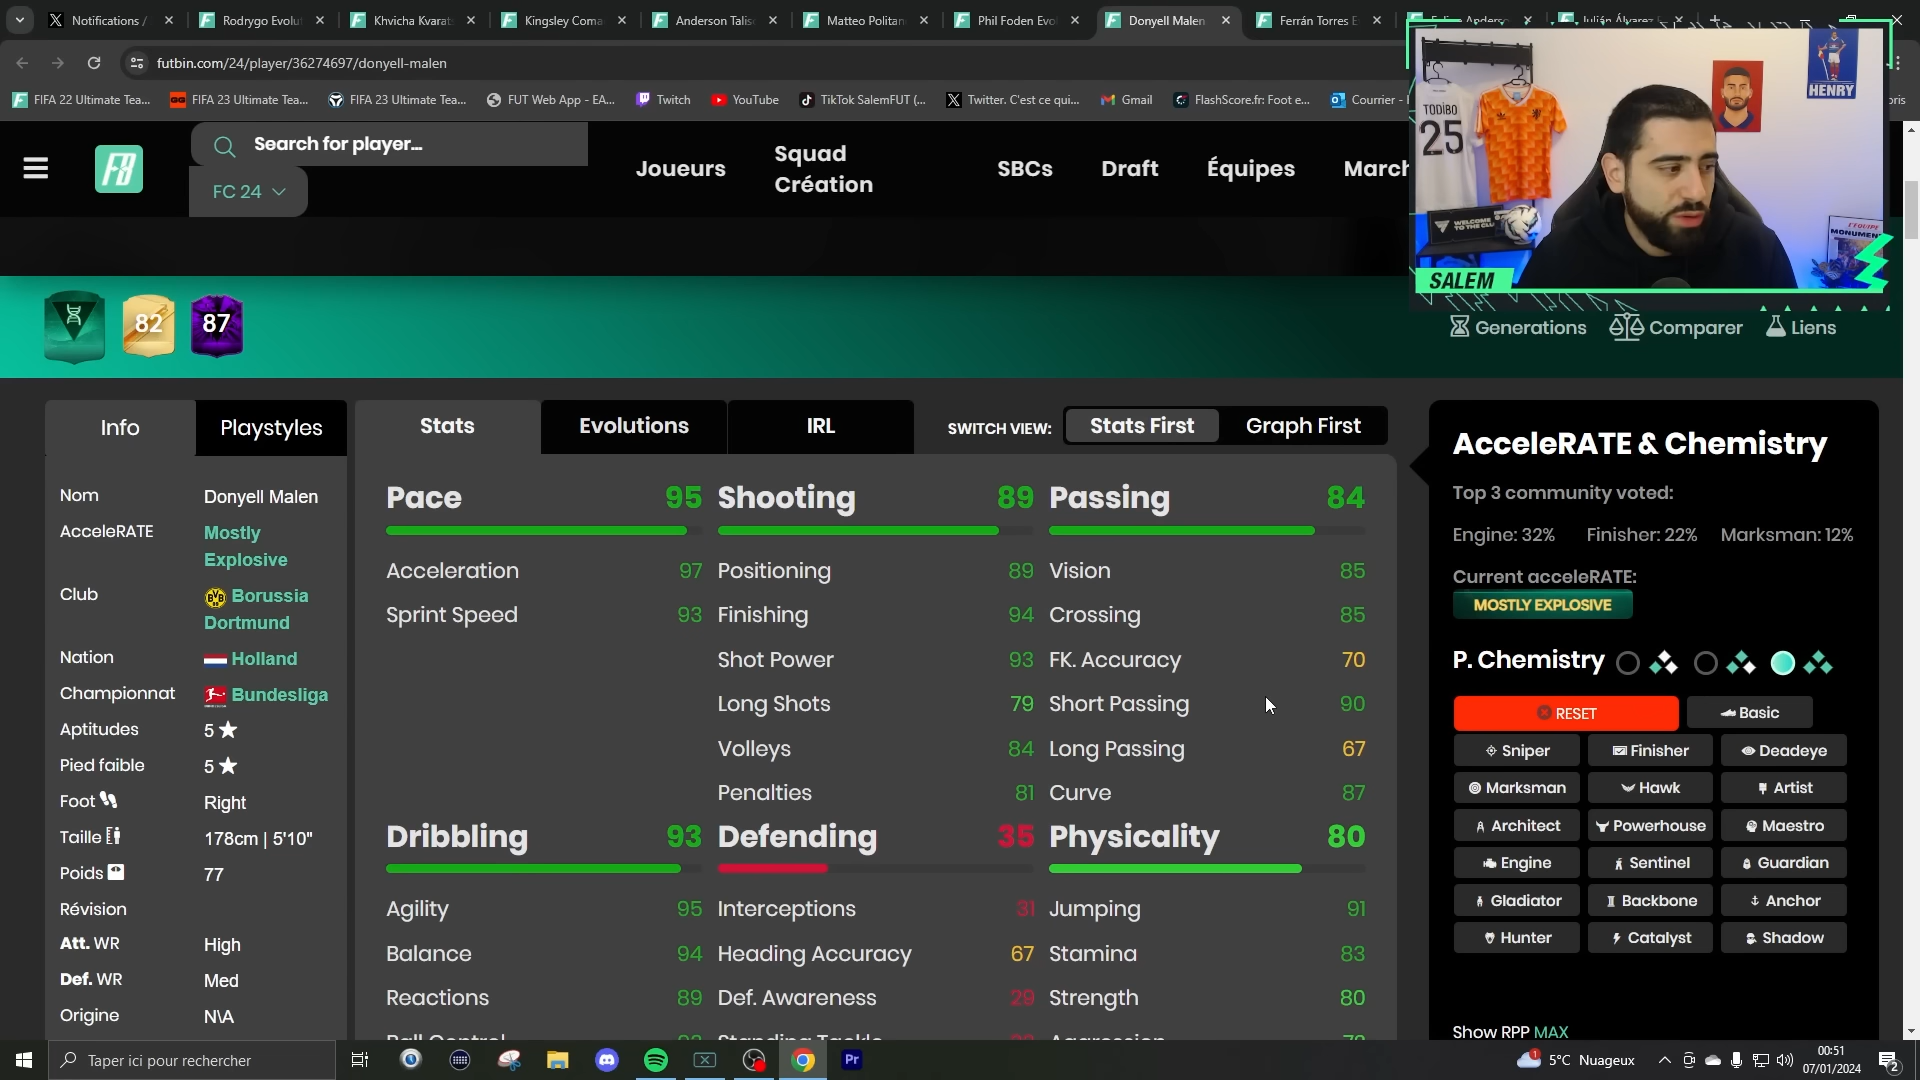 Notifications /
Rodrygo Evolu
Khvicha Kvarats
Kingsley Coma
Anderson Talis
Matteo Politan
Phil Foden Evo
Donyell Malen
Ferrán Torres E
futbin.com/24/player/36274697/donyell-malen
FIFA 22 Ultimate Tea...
FIFA 23 Ultimate Tea...
FIFA 23 Ultimate Tea...
FUT Web App - EA...
Twitch
YouTube
TikTok SalemFUT (...
Twitter. C'est ce qui...
Gmail
FlashScore.fr: Foot e...
Courrier -
TODIBO
25
HENRY
WELCOME
TO THE CLU
SALEM
Search for player...
FC 24
Joueurs
Squad
Création
SBCs
Draft
Équipes
March
82
87
Generations
Comparer
Liens
Info
Playstyles
Stats
Evolutions
IRL
SWITCH VIEW:
Stats First
Graph First
Nom Donyell Malen
AcceleRATE Mostly
Explosive
Club Borussia
Dortmund
Nation Holland
Championnat Bundesliga
Aptitudes 5
Pied faible 5
Foot Right
Taille 178cm | 5'10"
Poids 77
Révision
Att. WR High
Def. WR Med
Origine N\A
Pace 95
Acceleration 97
Sprint Speed 93
Shooting 89
Positioning 89
Finishing 94
Shot Power 93
Long Shots 79
Volleys 84
Penalties 81
Passing 84
Vision 85
Crossing 85
FK. Accuracy 70
Short Passing 90
Long Passing 67
Curve 87
Dribbling 93
Agility 95
Balance 94
Reactions 89
Defending 35
Interceptions 31
Heading Accuracy 67
Def. Awareness 29
Physicality 80
Jumping 91
Stamina 83
Strength 80
AcceleRATE & Chemistry
Top 3 community voted:
Engine: 32% Finisher: 22% Marksman: 12%
Current acceleRATE:
MOSTLY EXPLOSIVE
P. Chemistry
RESET
Basic
Sniper
Finisher
Deadeye
Marksman
Hawk
Artist
Architect
Powerhouse
Maestro
Engine
Sentinel
Guardian
Gladiator
Backbone
Anchor
Hunter
Catalyst
Shadow
Show RPP MAX
Taper ici pour rechercher
Pr
1
5°C Nuageux
00:51
07/01/2024
2